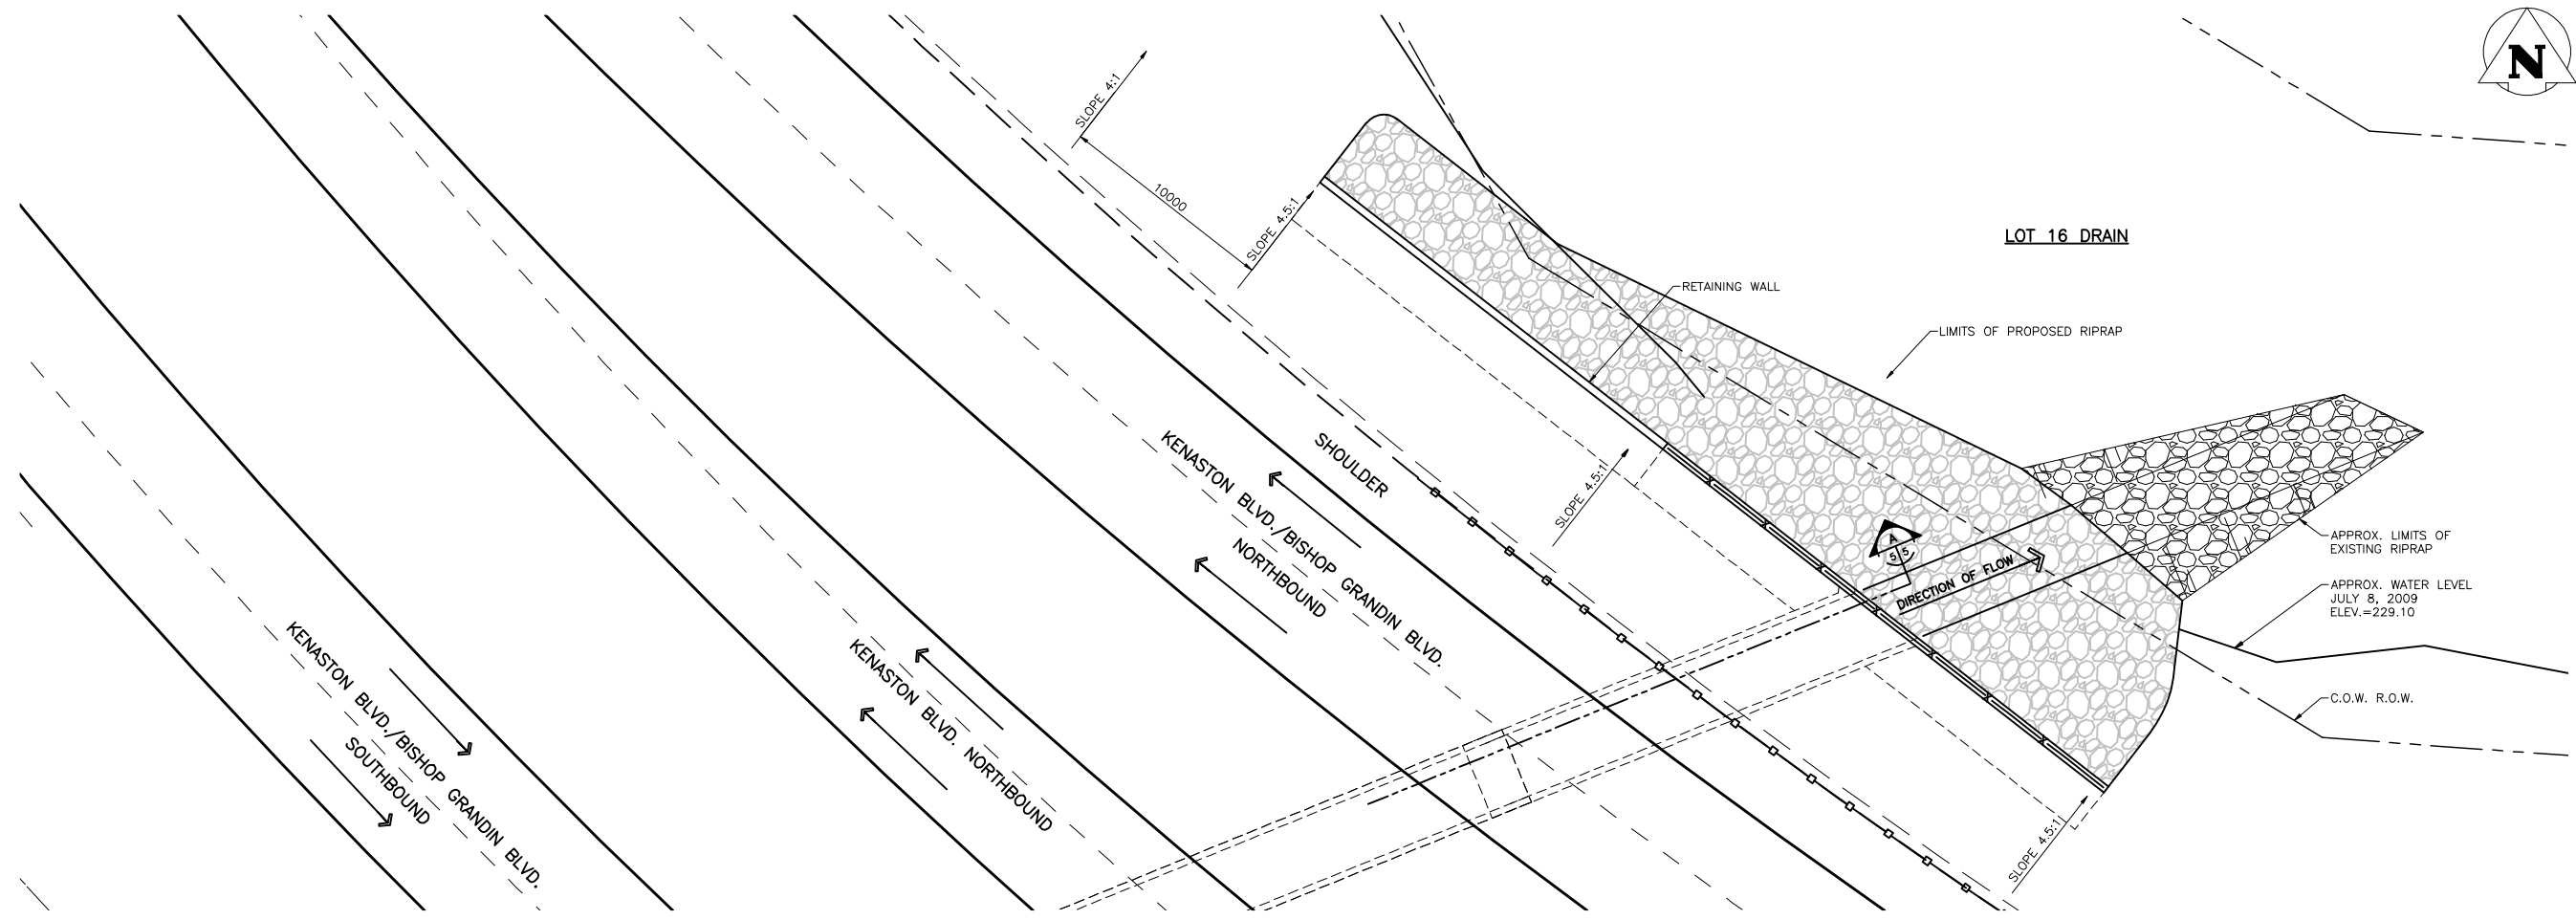 N
SLOPE 4:1
10000
SLOPE 4.5:1
LOT 16 DRAIN
RETAINING WALL
LIMITS OF PROPOSED RIPRAP
SHOULDER
KENASTON BLVD./BISHOP GRANDIN BLVD.
NORTHBOUND
SLOPE 4.5:1
A
5 5
DIRECTION OF FLOW
APPROX. LIMITS OF
EXISTING RIPRAP
APPROX. WATER LEVEL
JULY 8, 2009
ELEV.=229.10
C.O.W. R.O.W.
KENASTON BLVD./BISHOP GRANDIN BLVD.
SOUTHBOUND
KENASTON BLVD. NORTHBOUND
SLOPE 4.5:1